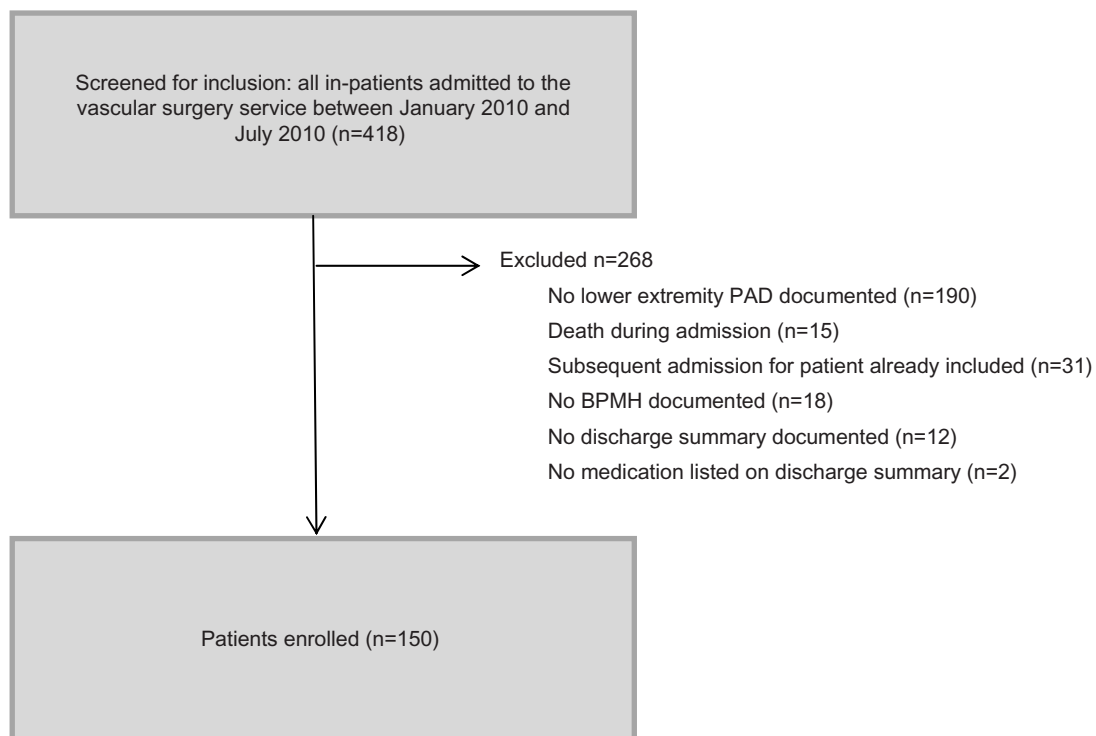 Screened for inclusion: all in-patients admitted to the
vascular surgery service between January 2010 and
July 2010 (n=418)
Excluded n=268
No lower extremity PAD documented (n=190)
Death during admission (n=15)
Subsequent admission for patient already included (n=31)
No BPMH documented (n=18)
No discharge summary documented (n=12)
No medication listed on discharge summary (n=2)
Patients enrolled (n=150)